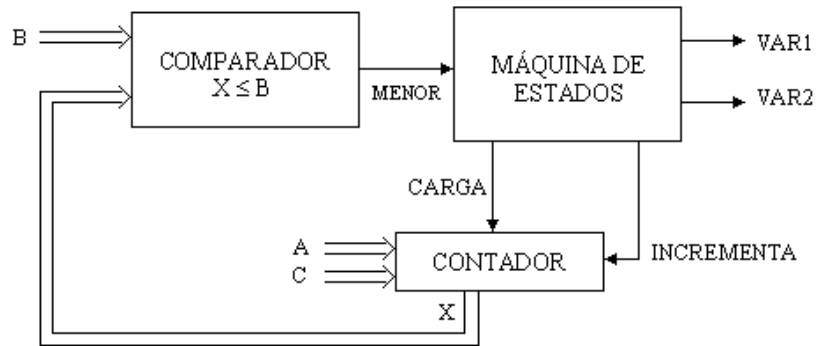 B
COMPARADOR
X ≤ B
MENOR
MÁQUINA DE
ESTADOS
VAR1
VAR2
CARGA
A
C
CONTADOR
INCREMENTA
X